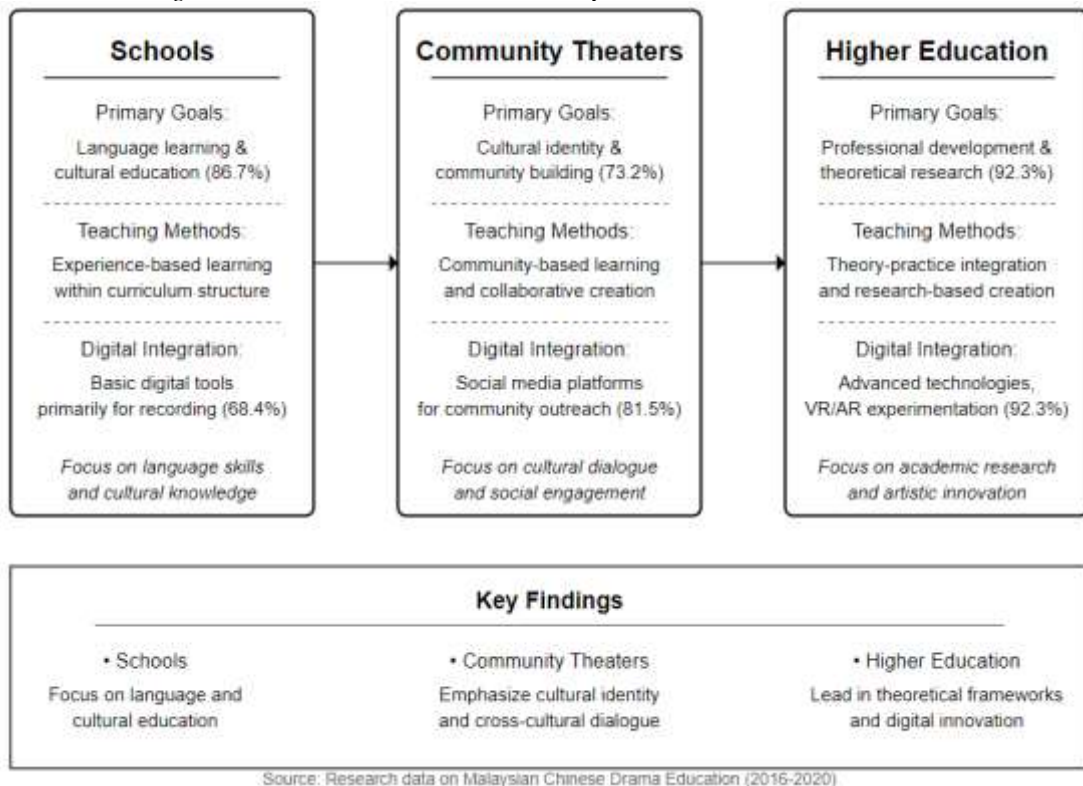 Schools
Primary Goals:
Language learning &
cultural education (86.7%)
Teaching Methods:
Experience-based learning
within curriculum structure
Digital Integration:
Basic digital tools
primarily for recording (68.4%)
Focus on language skills
and cultural knowledge
Community Theaters
Primary Goals:
Cultural identity &
community building (73.2%)
Teaching Methods:
Community-based learning
and collaborative creation
Digital Integration:
Social media platforms
for community outreach (81.5%)
Focus on cultural dialogue
and social engagement
Higher Education
Primary Goals:
Professional development &
theoretical research (92.3%)
Teaching Methods:
Theory-practice integration
and research-based creation
Digital Integration:
Advanced technologies,
VR/AR experimentation (92.3%)
Focus on academic research
and artistic innovation
Key Findings
• Schools
Focus on language and
cultural education
• Community Theaters
Emphasize cultural identity
and cross-cultural dialogue
• Higher Education
Lead in theoretical frameworks
and digital innovation
Source: Research data on Malaysian Chinese Drama Education (2016-2020)